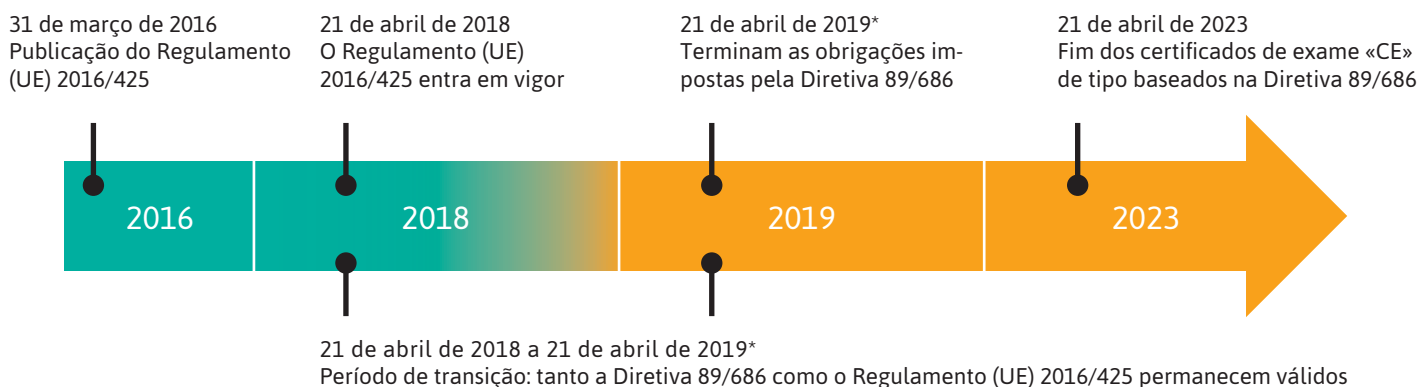 31 de março de 2016
Publicação do Regulamento
(UE) 2016/425
21 de abril de 2018
O Regulamento (UE)
2016/425 entra em vigor
21 de abril de 2019*
Terminam as obrigações im-
postas pela Diretiva 89/686
21 de abril de 2023
Fim dos certificados de exame «CE»
de tipo baseados na Diretiva 89/686
2016
2018
2019
2023
21 de abril de 2018 a 21 de abril de 2019*
Período de transição: tanto a Diretiva 89/686 como o Regulamento (UE) 2016/425 permanecem válidos